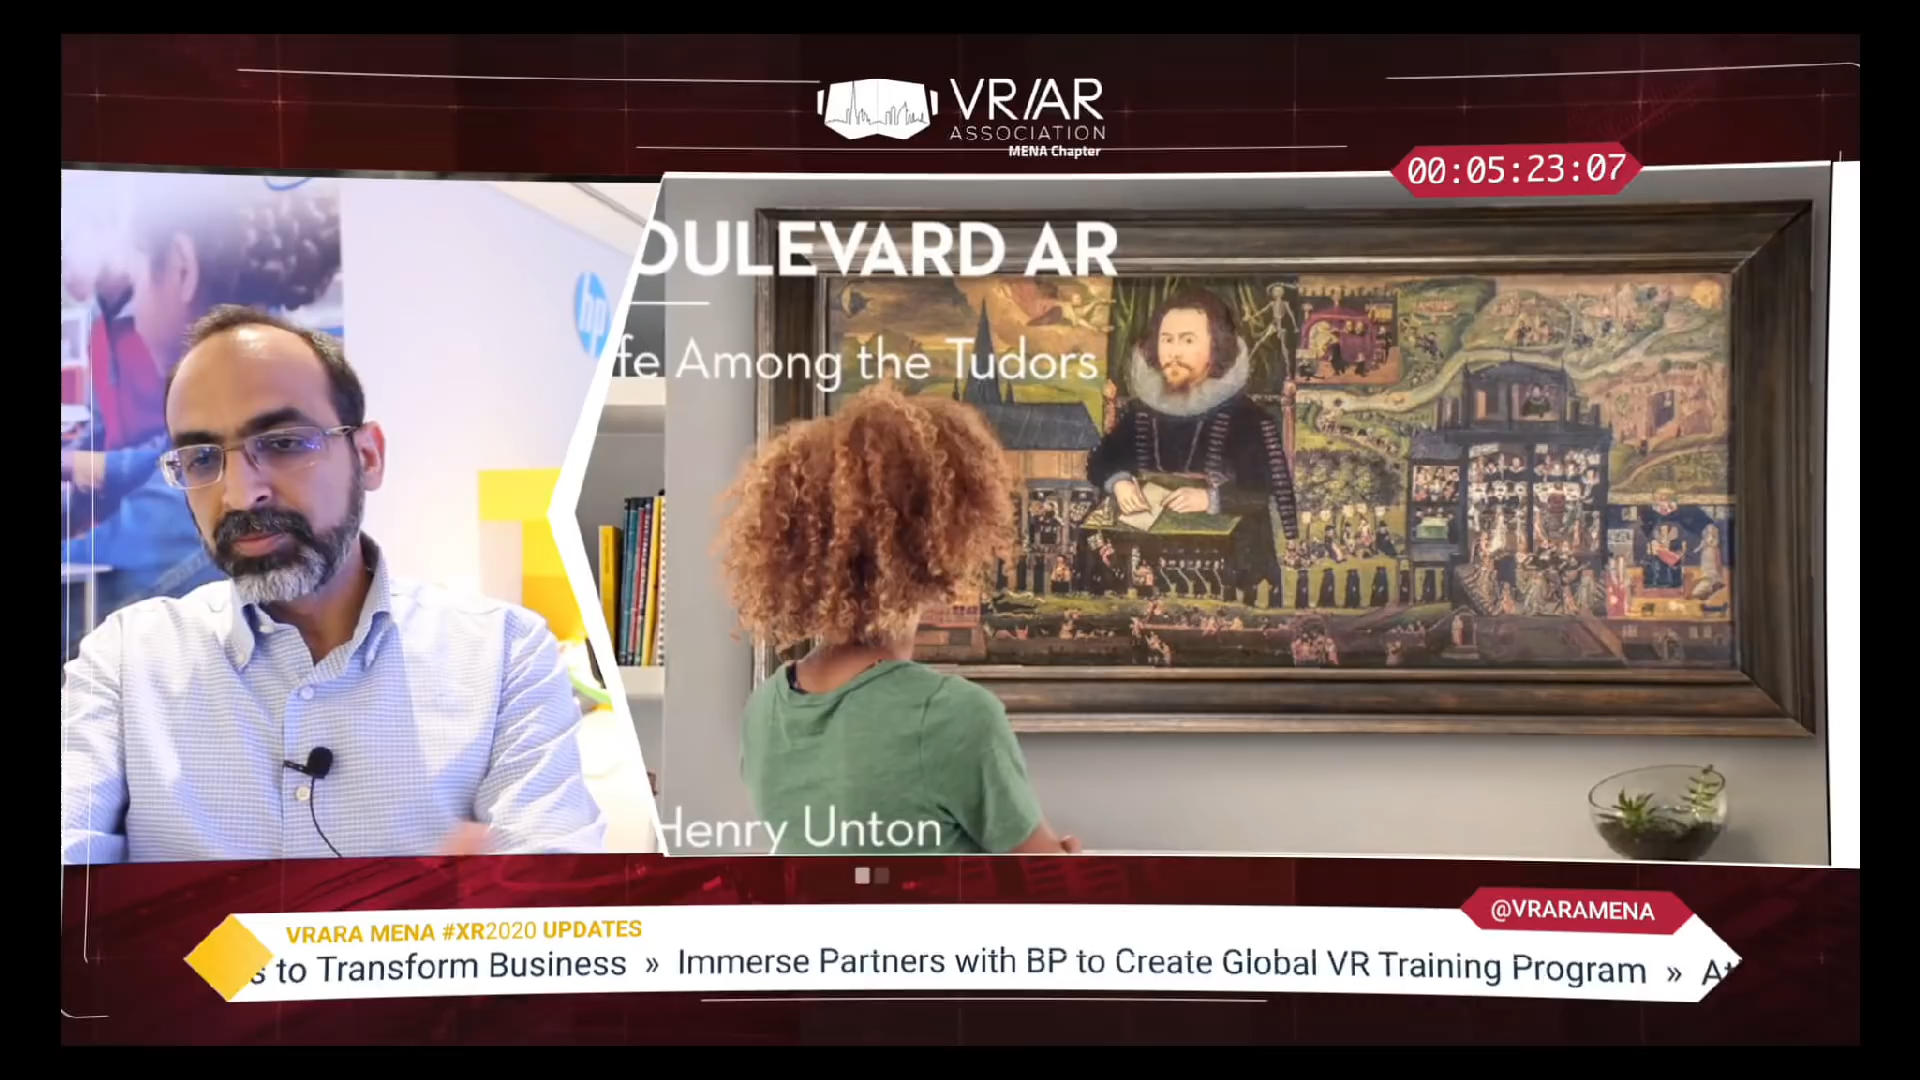 VR/AR
ASSOCIATION
MENA Chapter
00:05:23:07
hp
OULEVARD AR
fe Among the Tudors
Henry Unton
@VRARAMENA
VRARA MENA #XR2020 UPDATES
s to Transform Business » Immerse Partners with BP to Create Global VR Training Program »